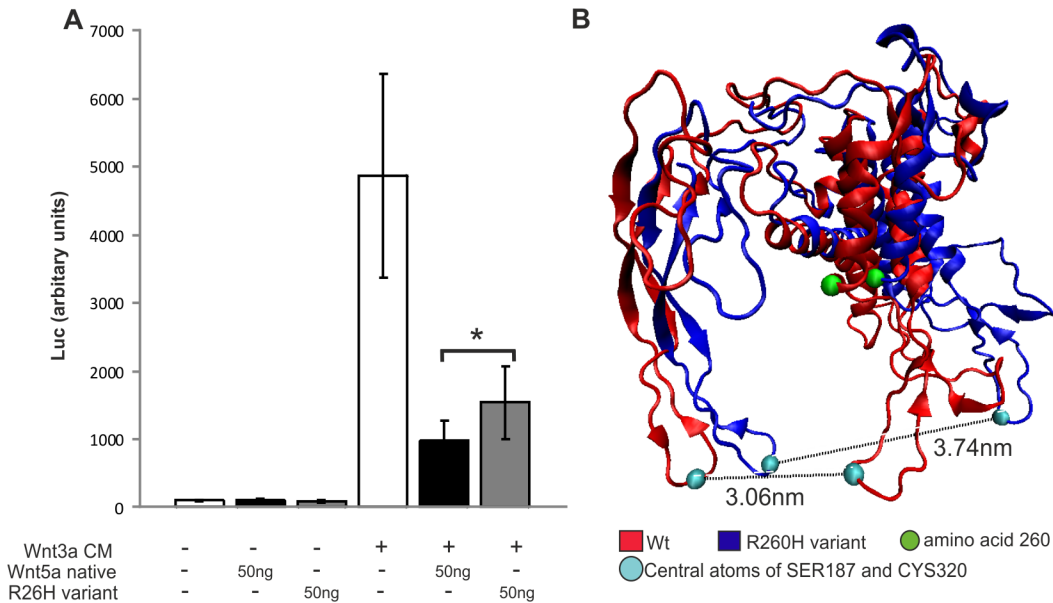 A
Luc (arbitary units)
7000
6000
5000
4000
3000
2000
1000
0
*
Wnt3a CM - - - + + +
Wnt5a native - 50ng - - 50ng -
R26H variant - - 50ng - - 50ng
B
3.74nm
3.06nm
Wt R260H variant amino acid 260
Central atoms of SER187 and CYS320